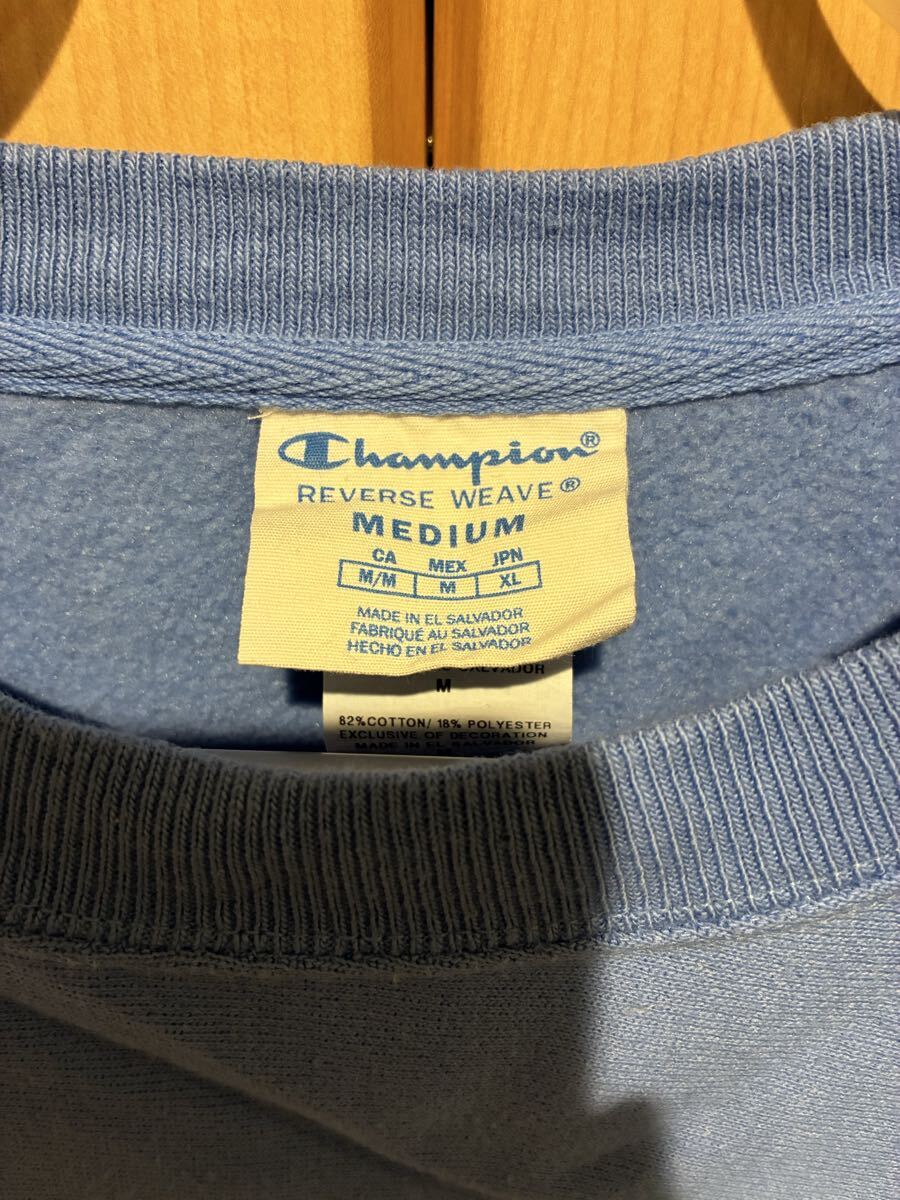 Champion®
REVERSE WEAVE®
MEDIUM
CA MEX JPN
M/M M XL
MADE IN EL SALVADOR
FABRIQUÉ AU SALVADOR
HECHO EN EL SALVADOR
SALVADOR
M
82%COTTON/ 18% POLYESTER
EXCLUSIVE OF DECORATION
MADE IN EL SALVADOR